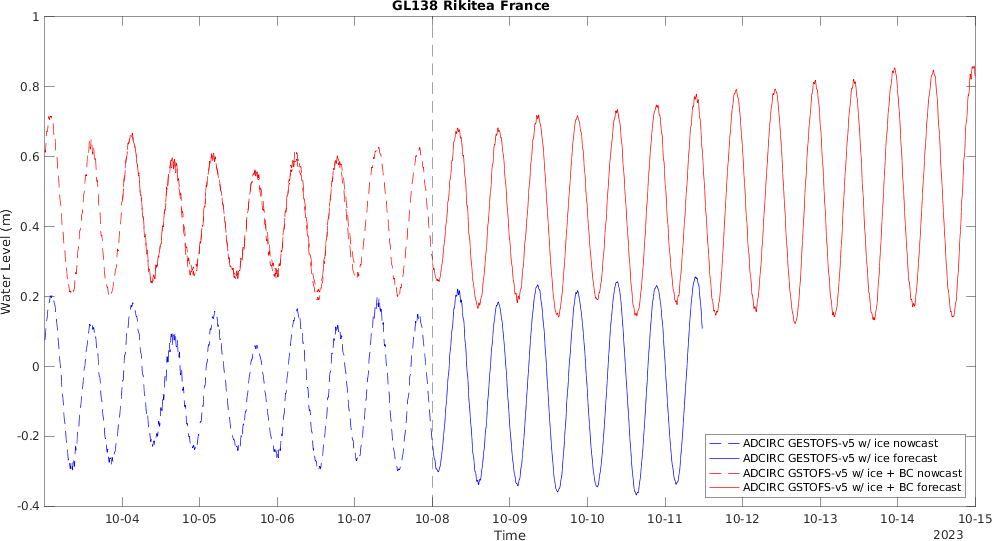 GL138 Rikitea France
Water Level (m)
1
0.8
0.6
0.4
0.2
0
-0.2
-0.4
ADCIRC GESTOFS-v5 w/ ice nowcast
ADCIRC GESTOFS-v5 w/ ice forecast
ADCIRC GSTOFS-v5 w/ ice + BC nowcast
ADCIRC GSTOFS-v5 w/ ice + BC forecast
10-04 10-05 10-06 10-07 10-08 10-09 10-10 10-11 10-12 10-13 10-14 10-15
Time
2023